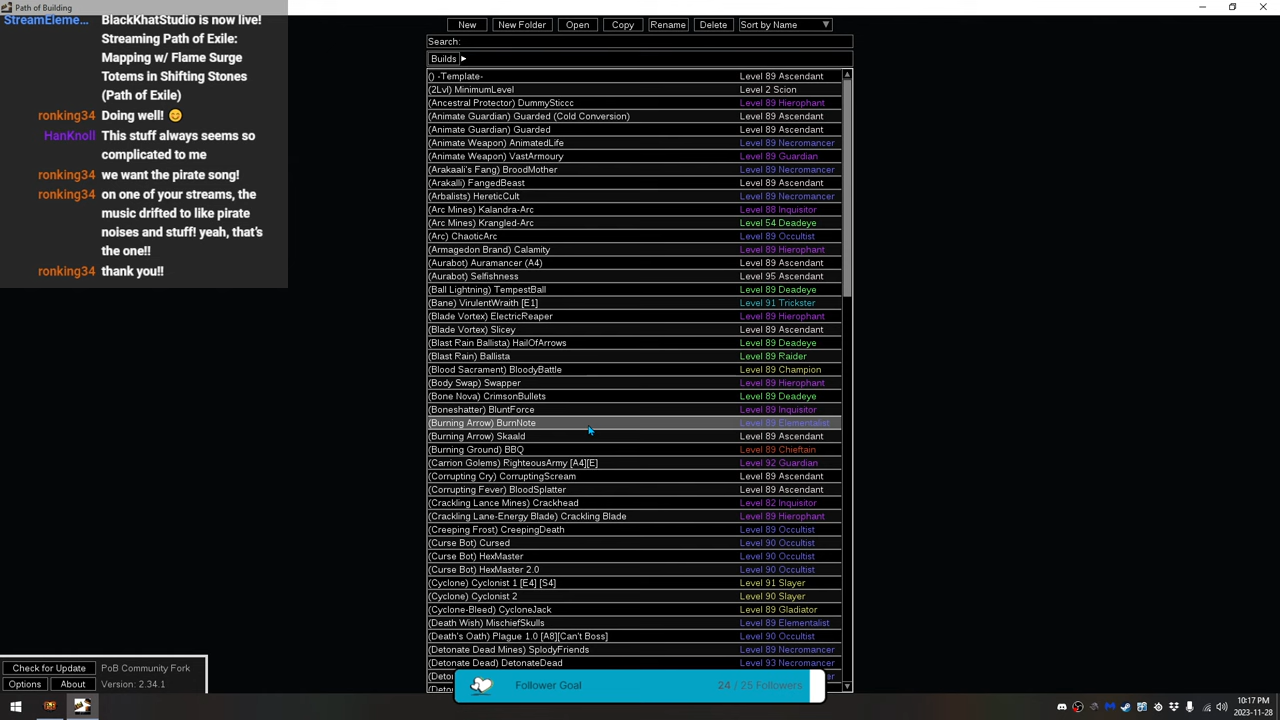 Path of Building
StreamEleme...
BlackKhatStudio is now live!
Streaming Path of Exile:
Mapping w/ Flame Surge
Totems in Shifting Stones
(Path of Exile)
ronking34 Doing well! 😊
HanKnoll This stuff always seems so
complicated to me
ronking34 we want the pirate song!
ronking34 on one of your streams, the
music drifted to like pirate
noises and stuff! yeah, that's
the one!!
ronking34 thank you!!
New New Folder Open Copy Rename Delete Sort by Name
Search:
Builds
() -Template- Level 89 Ascendant
(2Lvl) MinimumLevel Level 2 Scion
(Ancestral Protector) DummySticcc Level 89 Hierophant
(Animate Guardian) Guarded (Cold Conversion) Level 89 Ascendant
(Animate Guardian) Guarded Level 89 Ascendant
(Animate Weapon) AnimatedLife Level 89 Necromancer
(Animate Weapon) VastArmoury Level 89 Guardian
(Arakaali's Fang) BroodMother Level 89 Necromancer
(Arakalli) FangedBeast Level 89 Ascendant
(Arbalists) HereticCult Level 89 Necromancer
(Arc Mines) Kalandra-Arc Level 88 Inquisitor
(Arc Mines) Krangled-Arc Level 54 Deadeye
(Arc) ChaoticArc Level 89 Occultist
(Armagedon Brand) Calamity Level 89 Hierophant
(Aurabot) Auramancer (A4) Level 89 Ascendant
(Aurabot) Selfishness Level 95 Ascendant
(Ball Lightning) TempestBall Level 89 Deadeye
(Bane) VirulentWraith [E1] Level 91 Trickster
(Blade Vortex) ElectricReaper Level 89 Hierophant
(Blade Vortex) Slicey Level 89 Ascendant
(Blast Rain Ballista) HailOfArrows Level 89 Deadeye
(Blast Rain) Ballista Level 89 Raider
(Blood Sacrament) BloodyBattle Level 89 Champion
(Body Swap) Swapper Level 89 Hierophant
(Bone Nova) CrimsonBullets Level 89 Deadeye
(Boneshatter) BluntForce Level 89 Inquisitor
(Burning Arrow) BurnNote Level 89 Elementalist
(Burning Arrow) Skaald Level 89 Ascendant
(Burning Ground) BBQ Level 89 Chieftain
(Carrion Golems) RighteousArmy [A4][E] Level 92 Guardian
(Corrupting Cry) CorruptingScream Level 89 Ascendant
(Corrupting Fever) BloodSplatter Level 89 Ascendant
(Crackling Lance Mines) Crackhead Level 82 Inquisitor
(Crackling Lane-Energy Blade) Crackling Blade Level 89 Hierophant
(Creeping Frost) CreepingDeath Level 89 Occultist
(Curse Bot) Cursed Level 90 Occultist
(Curse Bot) HexMaster Level 90 Occultist
(Curse Bot) HexMaster 2.0 Level 90 Occultist
(Cyclone) Cyclonist 1 [E4] [S4] Level 91 Slayer
(Cyclone) Cyclonist 2 Level 90 Slayer
(Cyclone-Bleed) CycloneJack Level 89 Gladiator
(Death Wish) MischiefSkulls Level 89 Elementalist
(Death's Oath) Plague 1.0 [A8][Can't Boss] Level 90 Occultist
(Detonate Dead Mines) SplodyFriends Level 89 Necromancer
(Detonate Dead) DetonateDead Level 93 Necromancer
Check for Update PoB Community Fork
Options About Version: 2.34.1
Follower Goal 24 / 25 Followers
10:17 PM
2023-11-28